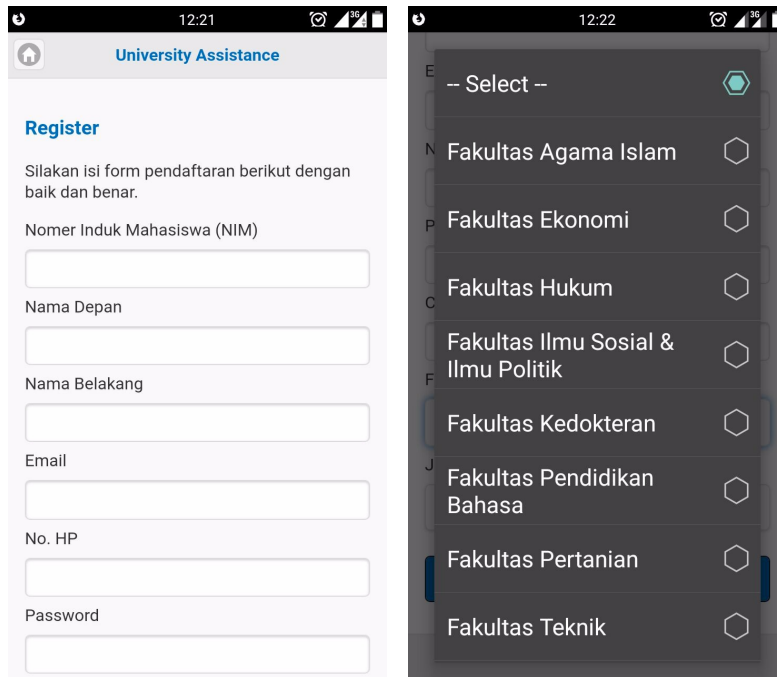 12:21
3G
University Assistance
Register
Silakan isi form pendaftaran berikut dengan
baik dan benar.
Nomer Induk Mahasiswa (NIM)
Nama Depan
Nama Belakang
Email
No. HP
Password
12:22
3G
E
N
P
C
F
J
-- Select --
Fakultas Agama Islam
Fakultas Ekonomi
Fakultas Hukum
Fakultas Ilmu Sosial &
Ilmu Politik
Fakultas Kedokteran
Fakultas Pendidikan
Bahasa
Fakultas Pertanian
Fakultas Teknik